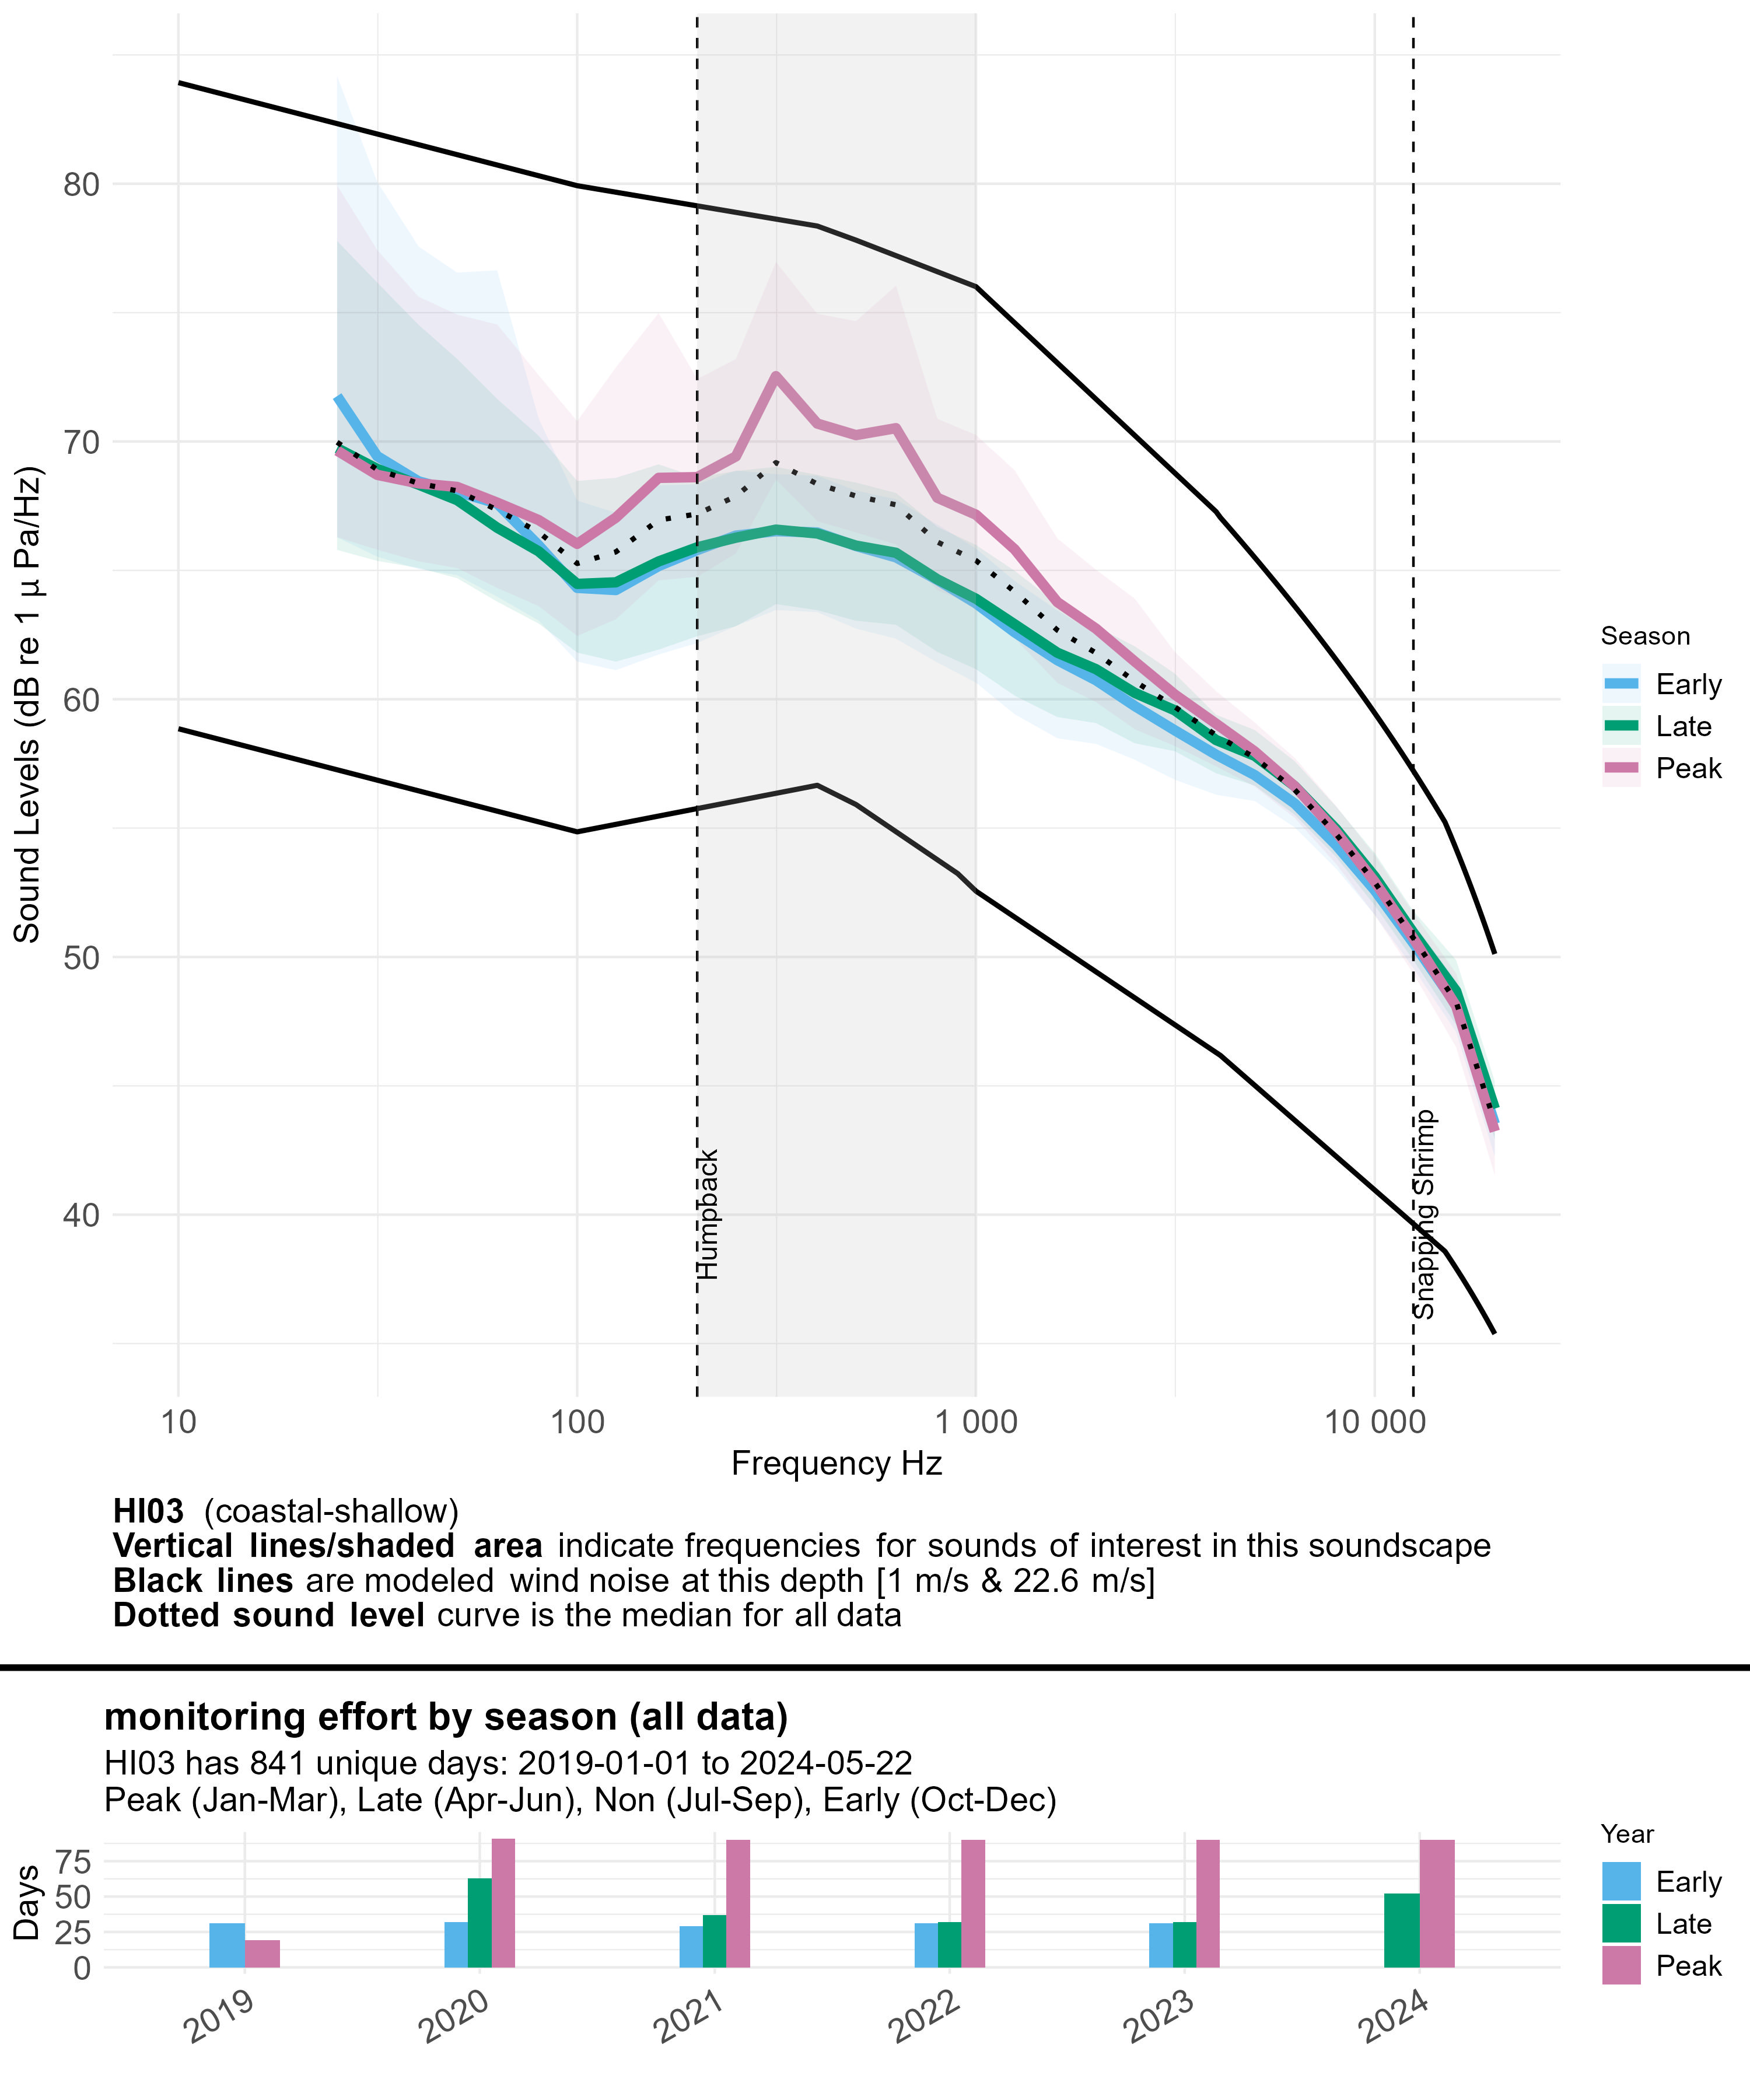 80
70
60
50
40
Sound Levels (dB re 1 µ Pa/Hz)
Humpback
Snapping Shrimp
10
100
1 000
10 000
Frequency Hz
Season
Early
Late
Peak
HI03 (coastal-shallow)
Vertical lines/shaded area indicate frequencies for sounds of interest in this soundscape
Black lines are modeled wind noise at this depth [1 m/s & 22.6 m/s]
Dotted sound level curve is the median for all data
monitoring effort by season (all data)
HI03 has 841 unique days: 2019-01-01 to 2024-05-22
Peak (Jan-Mar), Late (Apr-Jun), Non (Jul-Sep), Early (Oct-Dec)
Days
75
50
25
0
2019
2020
2021
2022
2023
2024
Year
Early
Late
Peak